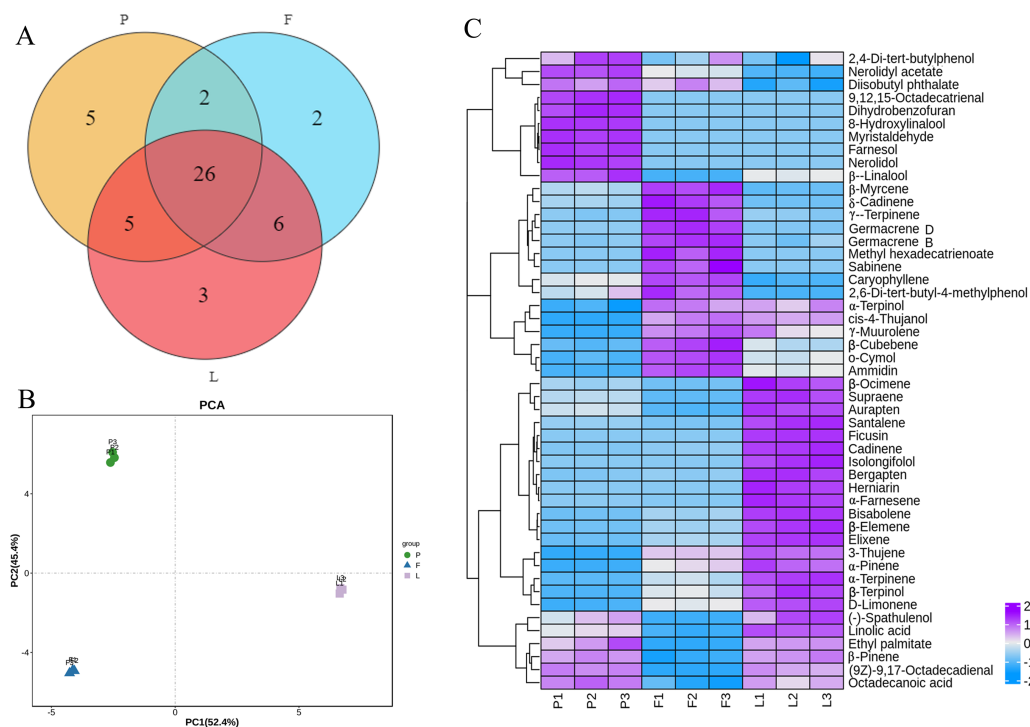 A
P
F
5
2
2
26
5
6
3
L
B
PCA
PC2(45.4%)
4
0
-4
P3
P2
P1
L1
group
P
F
L
-5
0
5
PC1(52.4%)
C
2,4-Di-tert-butylphenol
Nerolidyl acetate
Diisobutyl phthalate
9,12,15-Octadecatrienal
Dihydrobenzofuran
8-Hydroxylinalool
Myristaldehyde
Farnesol
Nerolidol
β--Linalool
β-Myrcene
δ-Cadinene
γ--Terpinene
Germacrene D
Germacrene B
Methyl hexadecatrienoate
Sabinene
Caryophyllene
2,6-Di-tert-butyl-4-methylphenol
α-Terpinol
cis-4-Thujanol
γ-Muurolene
β-Cubebene
o-Cymol
Ammidin
β-Ocimene
Supraene
Aurapten
Santalene
Ficusin
Cadinene
Isolongifolol
Bergapten
Herniarin
α-Farnesene
Bisabolene
β-Elemene
Elixene
3-Thujene
α-Pinene
α-Terpinene
β-Terpinol
D-Limonene
(-)-Spathulenol
Linolic acid
Ethyl palmitate
β-Pinene
(9Z)-9,17-Octadecadienal
Octadecanoic acid
P1 P2 P3 F1 F2 F3 L1 L2 L3
2
1
0
-1
-2